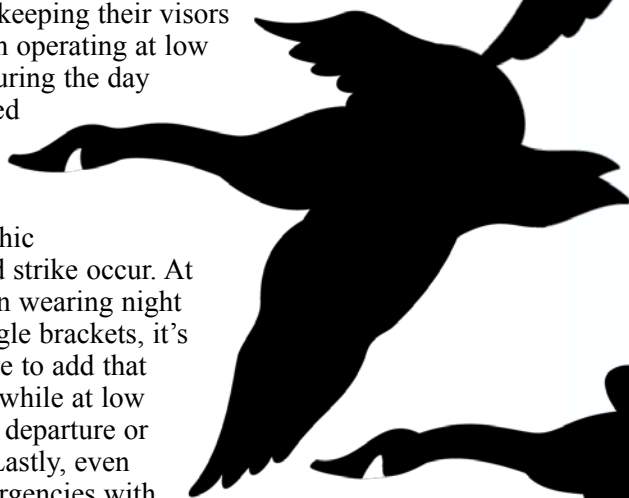 keeping their visors
operating at low
uring the day
hic
strike occur. At
wearing night
gle brackets, it’s
e to add that
while at low
departure or
Lastly, even
rgencies with